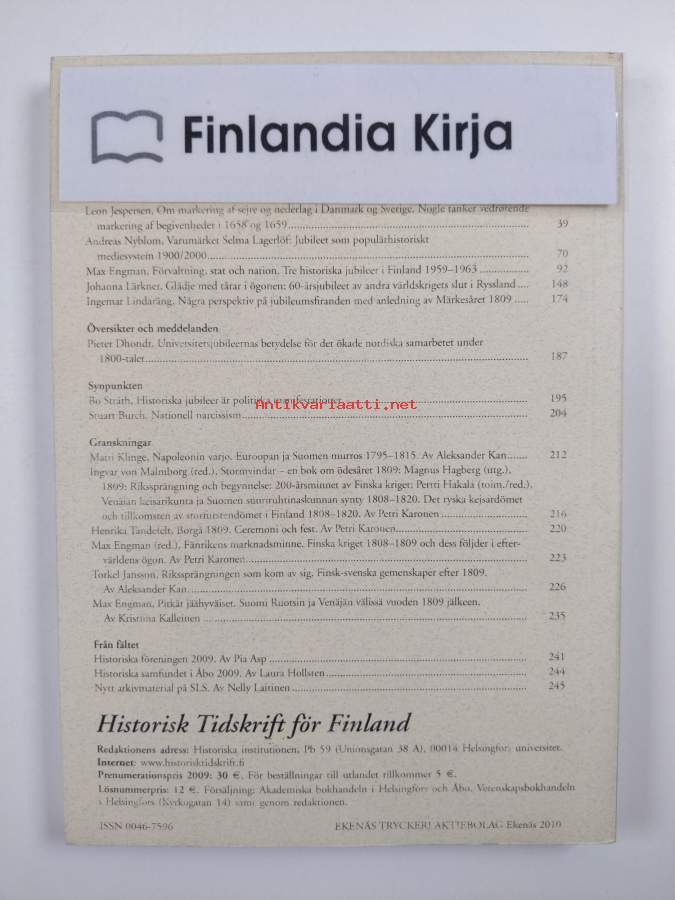 Finlandia Kirja
Leon Jespersen. Om markering af sejre og nederlag i Danmark og Sverige. Nogle tanker vedrørende
markering af begivenheder i 1658 og 1659 39
Andreas Nyblom. Varumärket Selma Lagerlöf: Jubileet som populärhistoriskt
mediesystem 1900/2000 70
Max Engman. Förvaltning, stat och nation. Tre historiska jubileer i Finland 1959–1963 92
Johanna Lärkner. Glädje med tårar i ögonen: 60-årsjubileet av andra världskrigets slut i Ryssland 148
Ingemar Lindaräng. Några perspektiv på jubileumsfiranden med anledning av Märkesåret 1809 174
Översikter och meddelanden
Pieter Dhondt. Universitetsjubileernas betydelse för det ökade nordiska samarbetet under
1800-talet 187
Synpunkten
Bo Stråth. Historiska jubileer är politiska manifestationer 195
Antikvariaatti.net
Stuart Burch. Nationell narcissism 204
Granskningar
Matti Klinge. Napoleonin varjo. Euroopan ja Suomen murros 1795–1815. Av Aleksander Kan 212
Ingvar von Malmborg (red.). Stormvindar – en bok om ödesåret 1809; Magnus Hagberg (utg.).
1809: Rikssprängning och begynnelse: 200-årsminnet av Finska kriget; Pertti Hakala (toim./red.).
Venäjän keisarikunta ja Suomen suuriruhtinaskunnan synty 1808–1820. Det ryska kejsardömet
och tillkomsten av storfurstendömet i Finland 1808–1820. Av Petri Karonen 216
Henrika Tandefelt. Borgå 1809. Ceremoni och fest. Av Petri Karonen 220
Max Engman (red.). Fänrikens marknadsminne. Finska kriget 1808–1809 och dess följder i efter-
världens ögon. Av Petri Karonen 223
Torkel Jansson. Rikssprängningen som kom av sig. Finsk-svenska gemenskaper efter 1809.
Av Aleksander Kan 226
Max Engman. Pitkät jäähyväiset. Suomi Ruotsin ja Venäjän välissä vuoden 1809 jälkeen.
Av Kristiina Kalleinen 235
Från fältet
Historiska föreningen 2009. Av Pia Asp 241
Historiska samfundet i Åbo 2009. Av Laura Hollsten 244
Nytt arkivmaterial på SLS. Av Nelly Laitinen 245
Historisk Tidskrift för Finland
Redaktionens adress: Historiska institutionen, Pb 59 (Unionsgatan 38 A), 00014 Helsingfors universitet.
Internet: www.historisktidskrift.fi
Prenumerationspris 2009: 30 €. För beställningar till utlandet tillkommer 5 €.
Lösnummerpris: 12 €. Försäljning: Akademiska bokhandeln i Helsingfors och Åbo, Vetenskapsbokhandeln
i Helsingfors (Kyrkogatan 14) samt genom redaktionen.
ISSN 0046-7596 EKENÄS TRYCKERI AKTIEBOLAG Ekenäs 2010